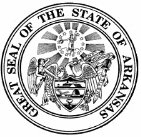 GREAT SEAL OF THE STATE OF ARKANSAS